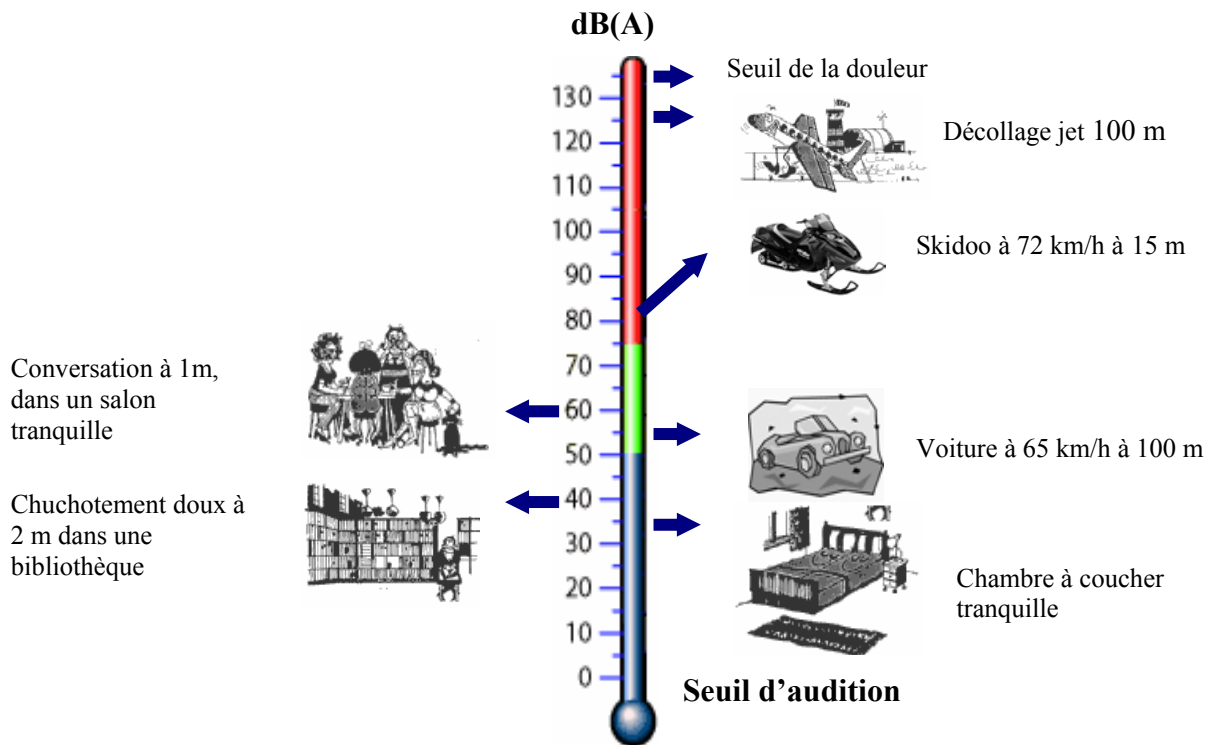 dB(A)
Seuil de la douleur
130
Décollage jet 100 m
120
110
100
Skidoo à 72 km/h à 15 m
90
80
70
Conversation à 1m,
dans un salon
tranquille
60
Voiture à 65 km/h à 100 m
50
Chuchotement doux à
2 m dans une
bibliothèque
40
30
Chambre à coucher
tranquille
20
10
0
Seuil d’audition